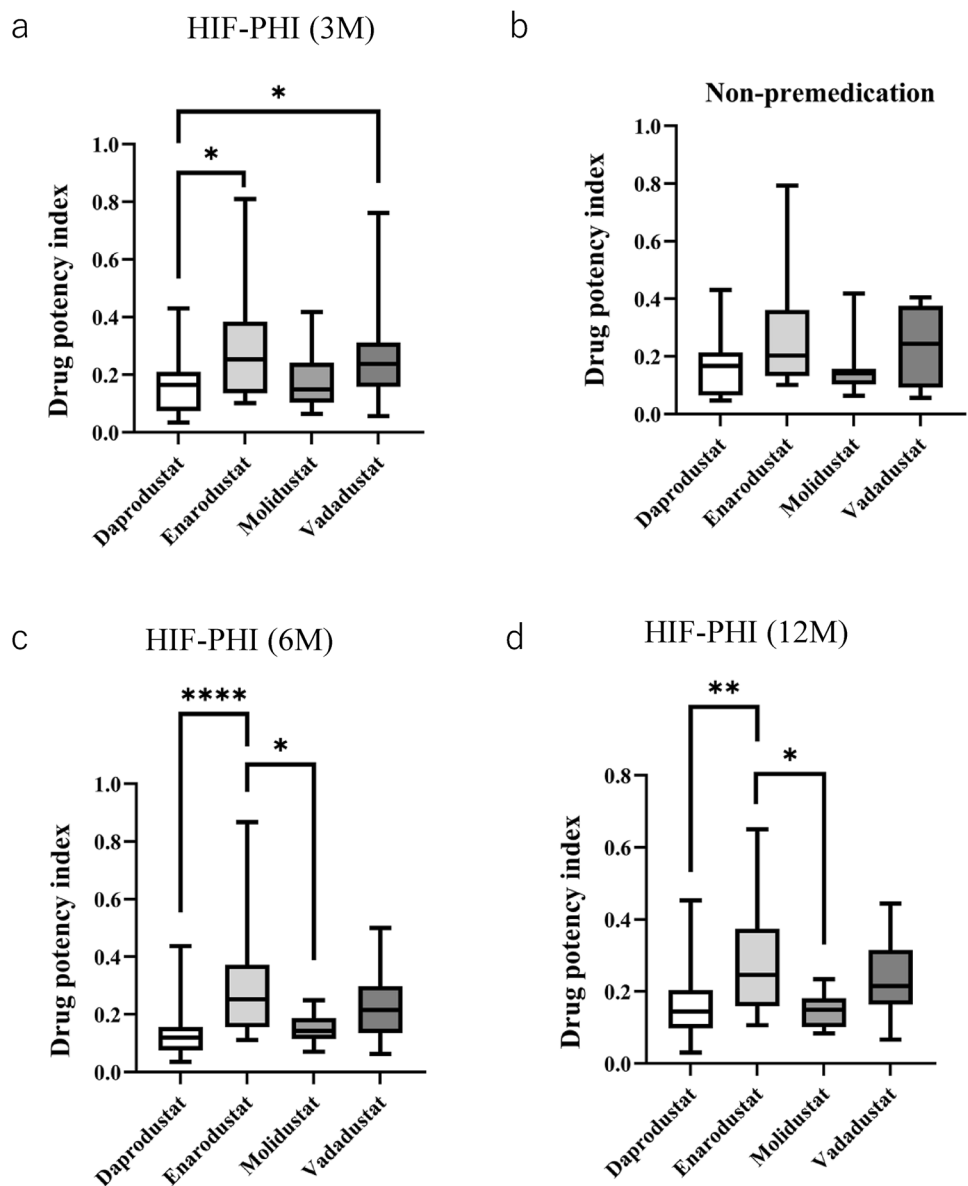 a
HIF-PHI (3M)
*
*
Drug potency index
1.0
0.8
0.6
0.4
0.2
0.0
Daprodustat
Enarodustat
Molidustat
Vadadustat
b
Non-premedication
Drug potency index
1.0
0.8
0.6
0.4
0.2
0.0
Daprodustat
Enarodustat
Molidustat
Vadadustat
c
HIF-PHI (6M)
****
*
Drug potency index
1.0
0.8
0.6
0.4
0.2
0.0
Daprodustat
Enarodustat
Molidustat
Vadadustat
d
HIF-PHI (12M)
**
*
Drug potency index
0.8
0.6
0.4
0.2
0.0
Daprodustat
Enarodustat
Molidustat
Vadadustat